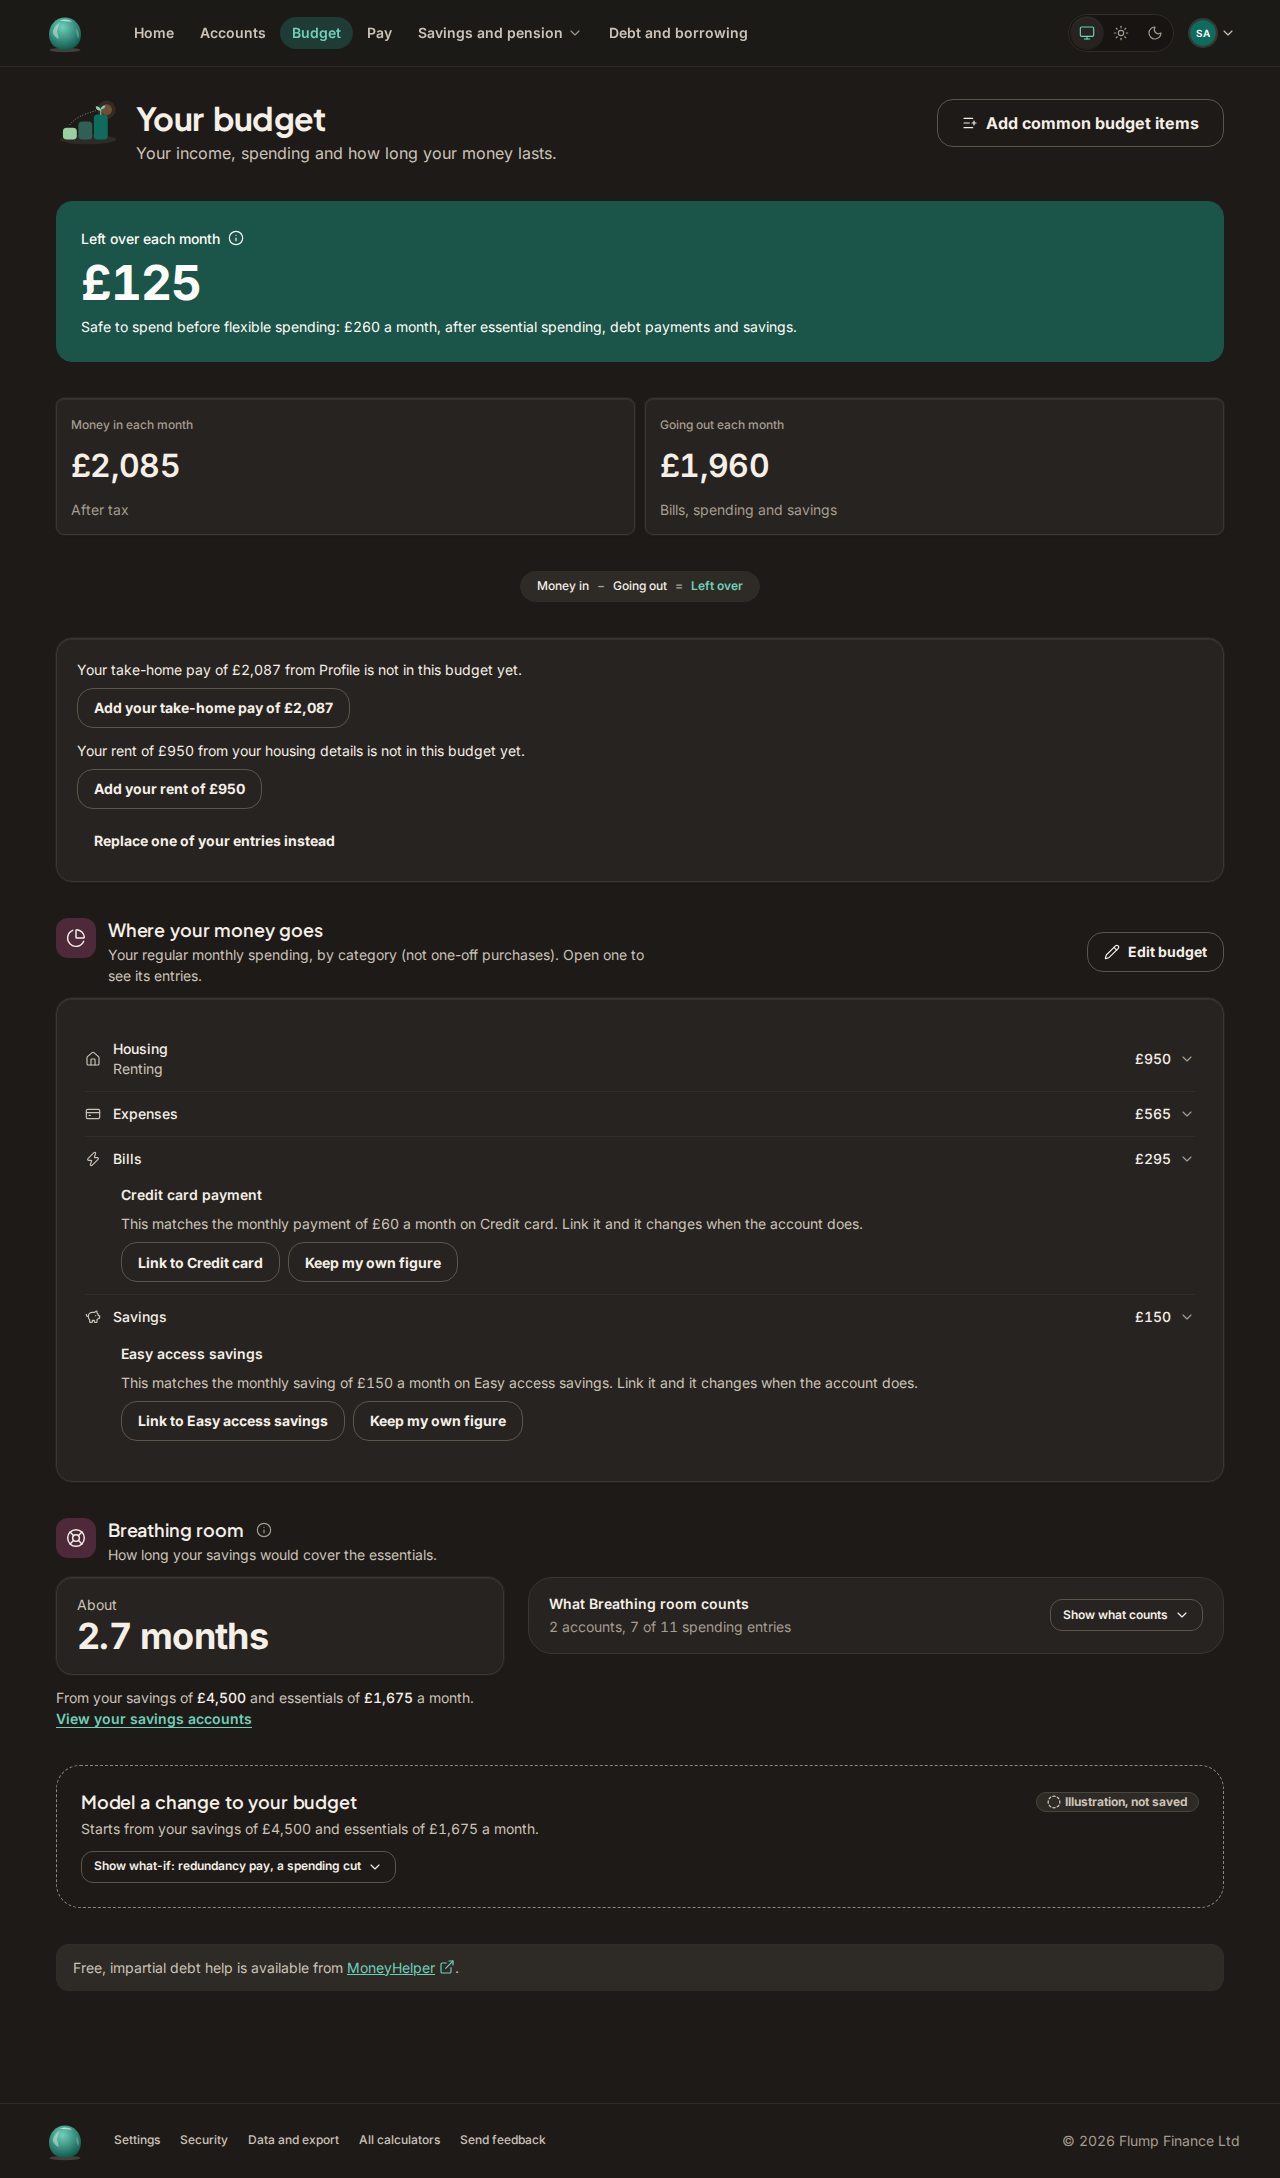 Home Accounts Budget Pay Savings and pension Debt and borrowing SA
Your budget
Your income, spending and how long your money lasts.
Add common budget items
Left over each month
£125
Safe to spend before flexible spending: £260 a month, after essential spending, debt payments and savings.
Money in each month
£2,085
After tax
Going out each month
£1,960
Bills, spending and savings
Money in − Going out = Left over
Your take-home pay of £2,087 from Profile is not in this budget yet.
Add your take-home pay of £2,087
Your rent of £950 from your housing details is not in this budget yet.
Add your rent of £950
Replace one of your entries instead
Where your money goes
Your regular monthly spending, by category (not one-off purchases). Open one to
see its entries.
Edit budget
Housing
Renting
£950
Expenses £565
Bills £295
Credit card payment
This matches the monthly payment of £60 a month on Credit card. Link it and it changes when the account does.
Link to Credit card Keep my own figure
Savings £150
Easy access savings
This matches the monthly saving of £150 a month on Easy access savings. Link it and it changes when the account does.
Link to Easy access savings Keep my own figure
Breathing room
How long your savings would cover the essentials.
About
2.7 months
What Breathing room counts
2 accounts, 7 of 11 spending entries
Show what counts
From your savings of £4,500 and essentials of £1,675 a month.
View your savings accounts
Model a change to your budget
Illustration, not saved
Starts from your savings of £4,500 and essentials of £1,675 a month.
Show what-if: redundancy pay, a spending cut
Free, impartial debt help is available from MoneyHelper.
Settings Security Data and export All calculators Send feedback
© 2026 Flump Finance Ltd